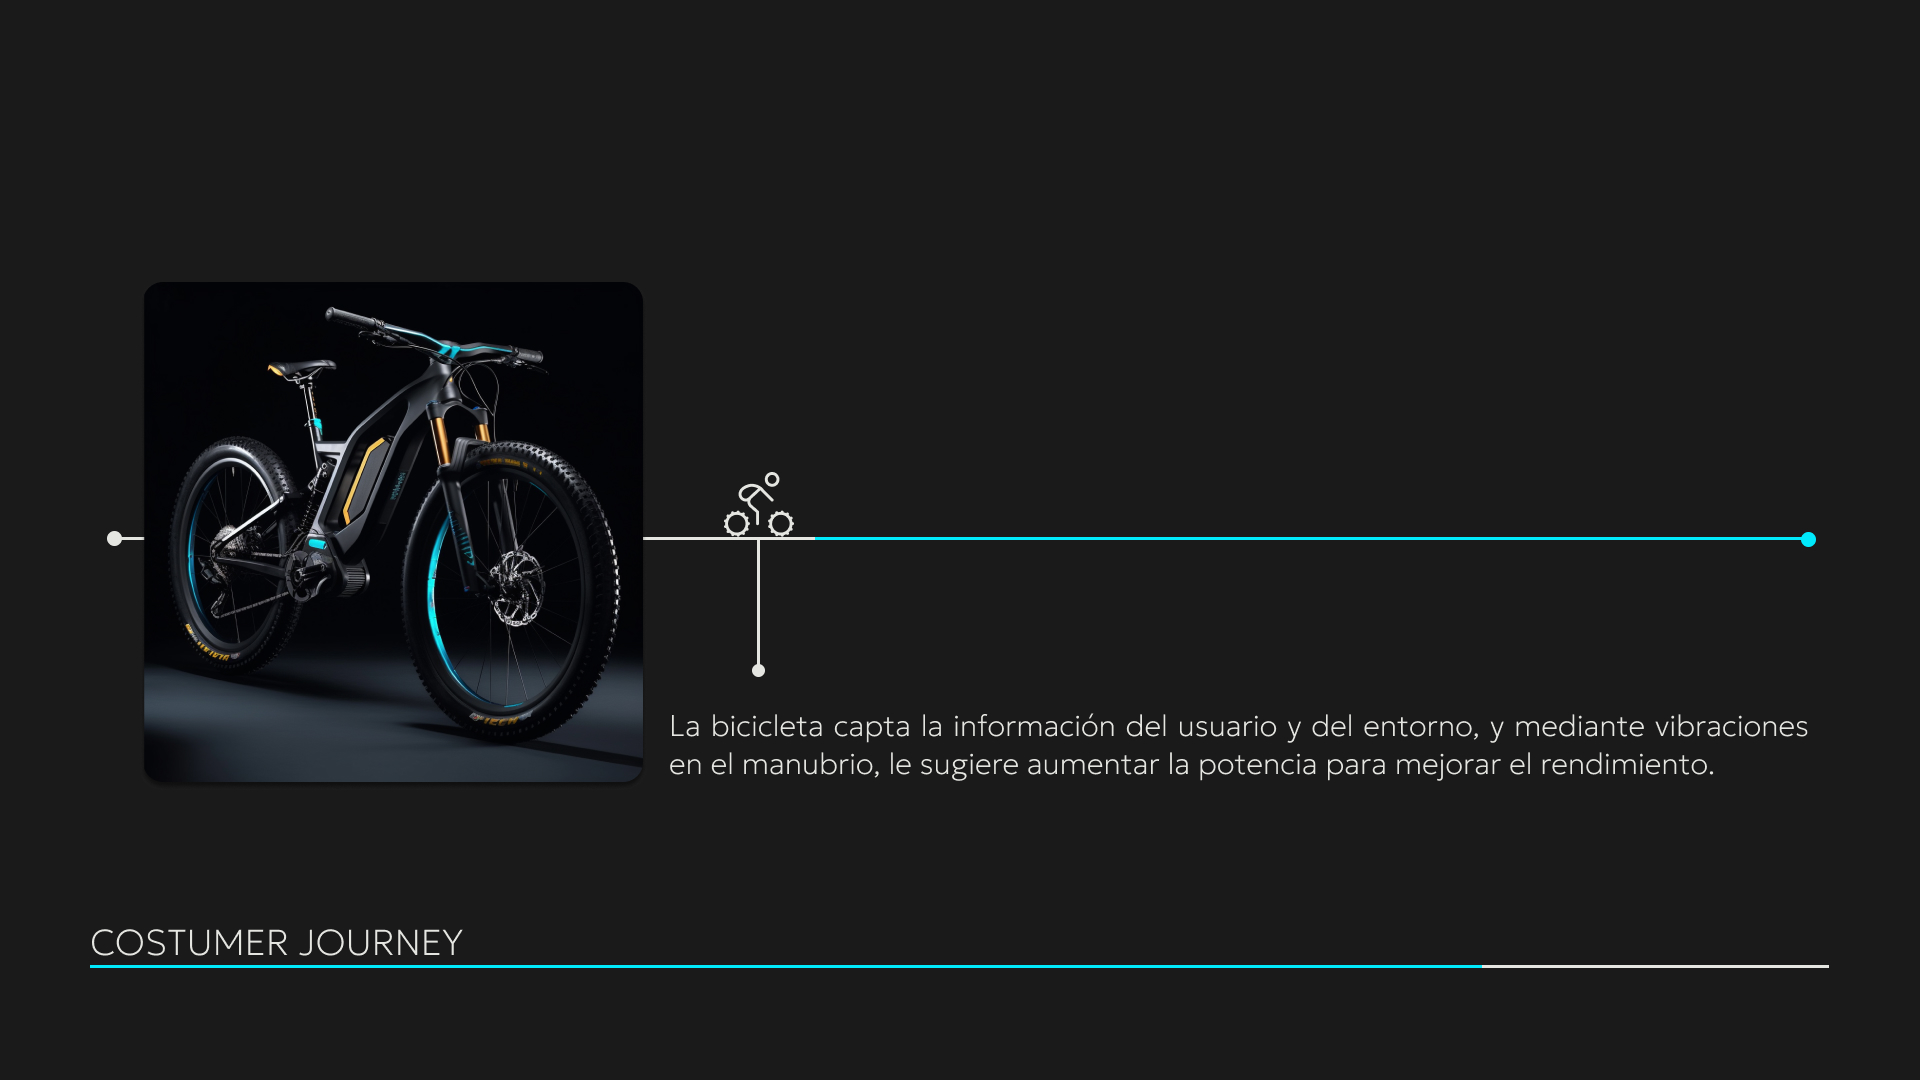 La bicicleta capta la información del usuario y del entorno, y mediante vibraciones
en el manubrio, le sugiere aumentar la potencia para mejorar el rendimiento.
COSTUMER JOURNEY